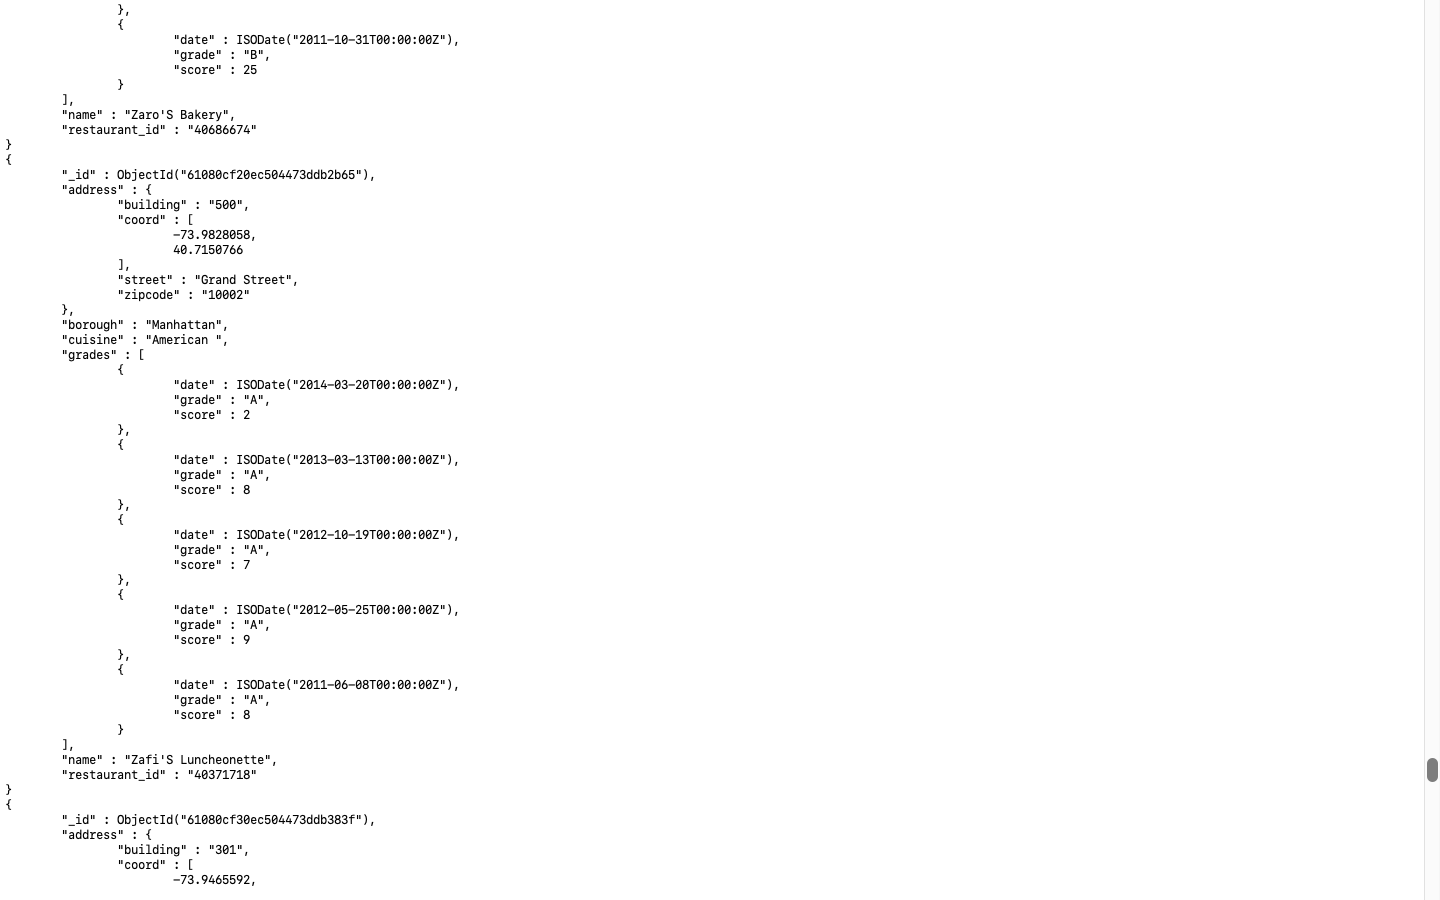 },
{
"date" : ISODate("2011-10-31T00:00:00Z"),
"grade" : "B",
"score" : 25
}
],
"name" : "Zaro'S Bakery",
"restaurant_id" : "40686674"
}
{
"_id" : ObjectId("61080cf20ec504473ddb2b65"),
"address" : {
"building" : "500",
"coord" : [
-73.9828058,
40.7150766
],
"street" : "Grand Street",
"zipcode" : "10002"
},
"borough" : "Manhattan",
"cuisine" : "American ",
"grades" : [
{
"date" : ISODate("2014-03-20T00:00:00Z"),
"grade" : "A",
"score" : 2
},
{
"date" : ISODate("2013-03-13T00:00:00Z"),
"grade" : "A",
"score" : 8
},
{
"date" : ISODate("2012-10-19T00:00:00Z"),
"grade" : "A",
"score" : 7
},
{
"date" : ISODate("2012-05-25T00:00:00Z"),
"grade" : "A",
"score" : 9
},
{
"date" : ISODate("2011-06-08T00:00:00Z"),
"grade" : "A",
"score" : 8
}
],
"name" : "Zafi'S Luncheonette",
"restaurant_id" : "40371718"
}
{
"_id" : ObjectId("61080cf30ec504473ddb383f"),
"address" : {
"building" : "301",
"coord" : [
-73.9465592,